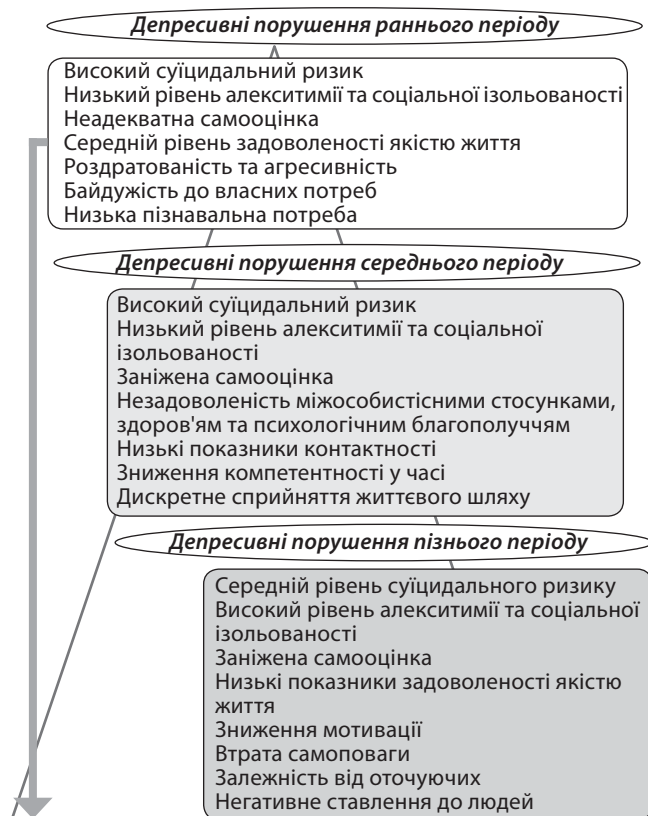 Депресивні порушення раннього періоду
Високий суїцидальний ризик
Низький рівень алекситимії та соціальної ізольованості
Неадекватна самооцінка
Середній рівень задоволеності якістю життя
Роздратованість та агресивність
Байдужість до власних потреб
Низька пізнавальна потреба
Депресивні порушення середнього періоду
Високий суїцидальний ризик
Низький рівень алекситимії та соціальної
ізольованості
Заніжена самооцінка
Незадоволеність міжособистісними стосунками,
здоров'ям та психологічним благополуччям
Низькі показники контактності
Зниження компетентності у часі
Дискретне сприйняття життєвого шляху
Депресивні порушення пізнього періоду
Середній рівень суїцидального ризику
Високий рівень алекситимії та соціальної
ізольованості
Заніжена самооцінка
Низькі показники задоволеності якістю
життя
Зниження мотивації
Втрата самоповаги
Залежність від оточуючих
Негативне ставлення до людей